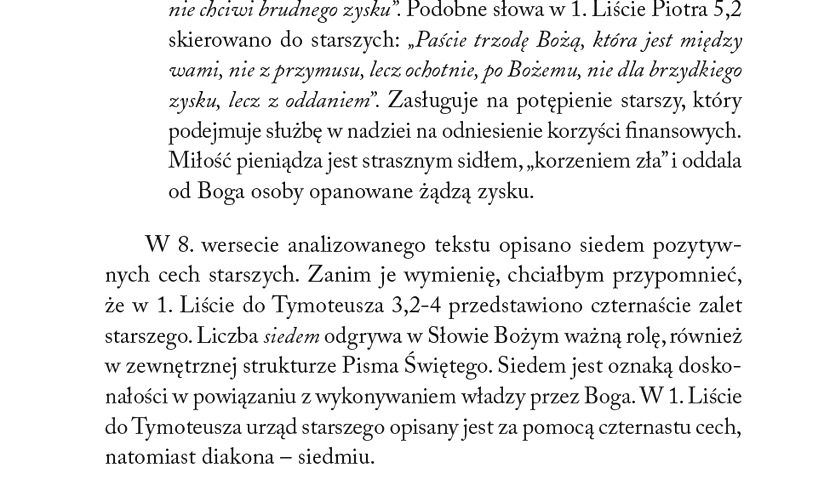 nie chciwi brudnego zysku”. Podobne słowa w 1. Liście Piotra 5,2
skierowano do starszych: „Paście trzodę Bożą, która jest między
wami, nie z przymusu, lecz ochotnie, po Bożemu, nie dla brzydkiego
zysku, lecz z oddaniem”. Zasługuje na potępienie starszy, który
podejmuje służbę w nadziei na odniesienie korzyści finansowych.
Miłość pieniądza jest strasznym sidłem, „korzeniem zła” i oddala
od Boga osoby opanowane żądzą zysku.
W 8. wersecie analizowanego tekstu opisano siedem pozytyw-
nych cech starszych. Zanim je wymienię, chciałbym przypomnieć,
że w 1. Liście do Tymoteusza 3,2-4 przedstawiono czternaście zalet
starszego. Liczba siedem odgrywa w Słowie Bożym ważną rolę, również
w zewnętrznej strukturze Pisma Świętego. Siedem jest oznaką dosko-
nałości w powiązaniu z wykonywaniem władzy przez Boga. W 1. Liście
do Tymoteusza urząd starszego opisany jest za pomocą czternastu cech,
natomiast diakona – siedmiu.